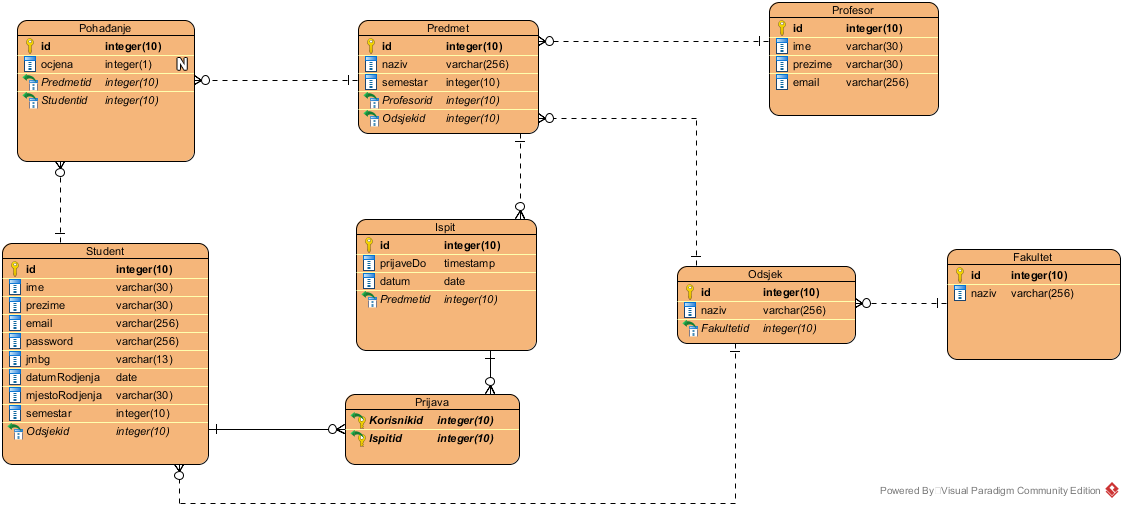 Pohađanje
id integer(10)
ocjena integer(1) N
Predmetid integer(10)
Studentid integer(10)
Predmet
id integer(10)
naziv varchar(256)
semestar integer(10)
Profesorid integer(10)
Odsjekid integer(10)
Profesor
id integer(10)
ime varchar(30)
prezime varchar(30)
email varchar(256)
Student
id integer(10)
ime varchar(30)
prezime varchar(30)
email varchar(256)
password varchar(256)
jmbg varchar(13)
datumRodjenja date
mjestoRodjenja varchar(30)
semestar integer(10)
Odsjekid integer(10)
Ispit
id integer(10)
prijaveDo timestamp
datum date
Predmetid integer(10)
Odsjek
id integer(10)
naziv varchar(256)
Fakultetid integer(10)
Fakultet
id integer(10)
naziv varchar(256)
Prijava
Korisnikid integer(10)
Ispitid integer(10)
Powered By Visual Paradigm Community Edition